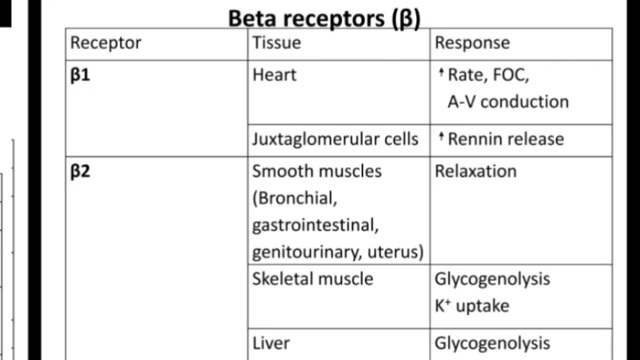 Beta receptors (β)
Receptor Tissue Response
β1 Heart ↑ Rate, FOC,
A-V conduction
Juxtaglomerular cells ↑ Rennin release
β2 Smooth muscles Relaxation
(Bronchial,
gastrointestinal,
genitourinary, uterus)
Skeletal muscle Glycogenolysis
K⁺ uptake
Liver Glycogenolysis